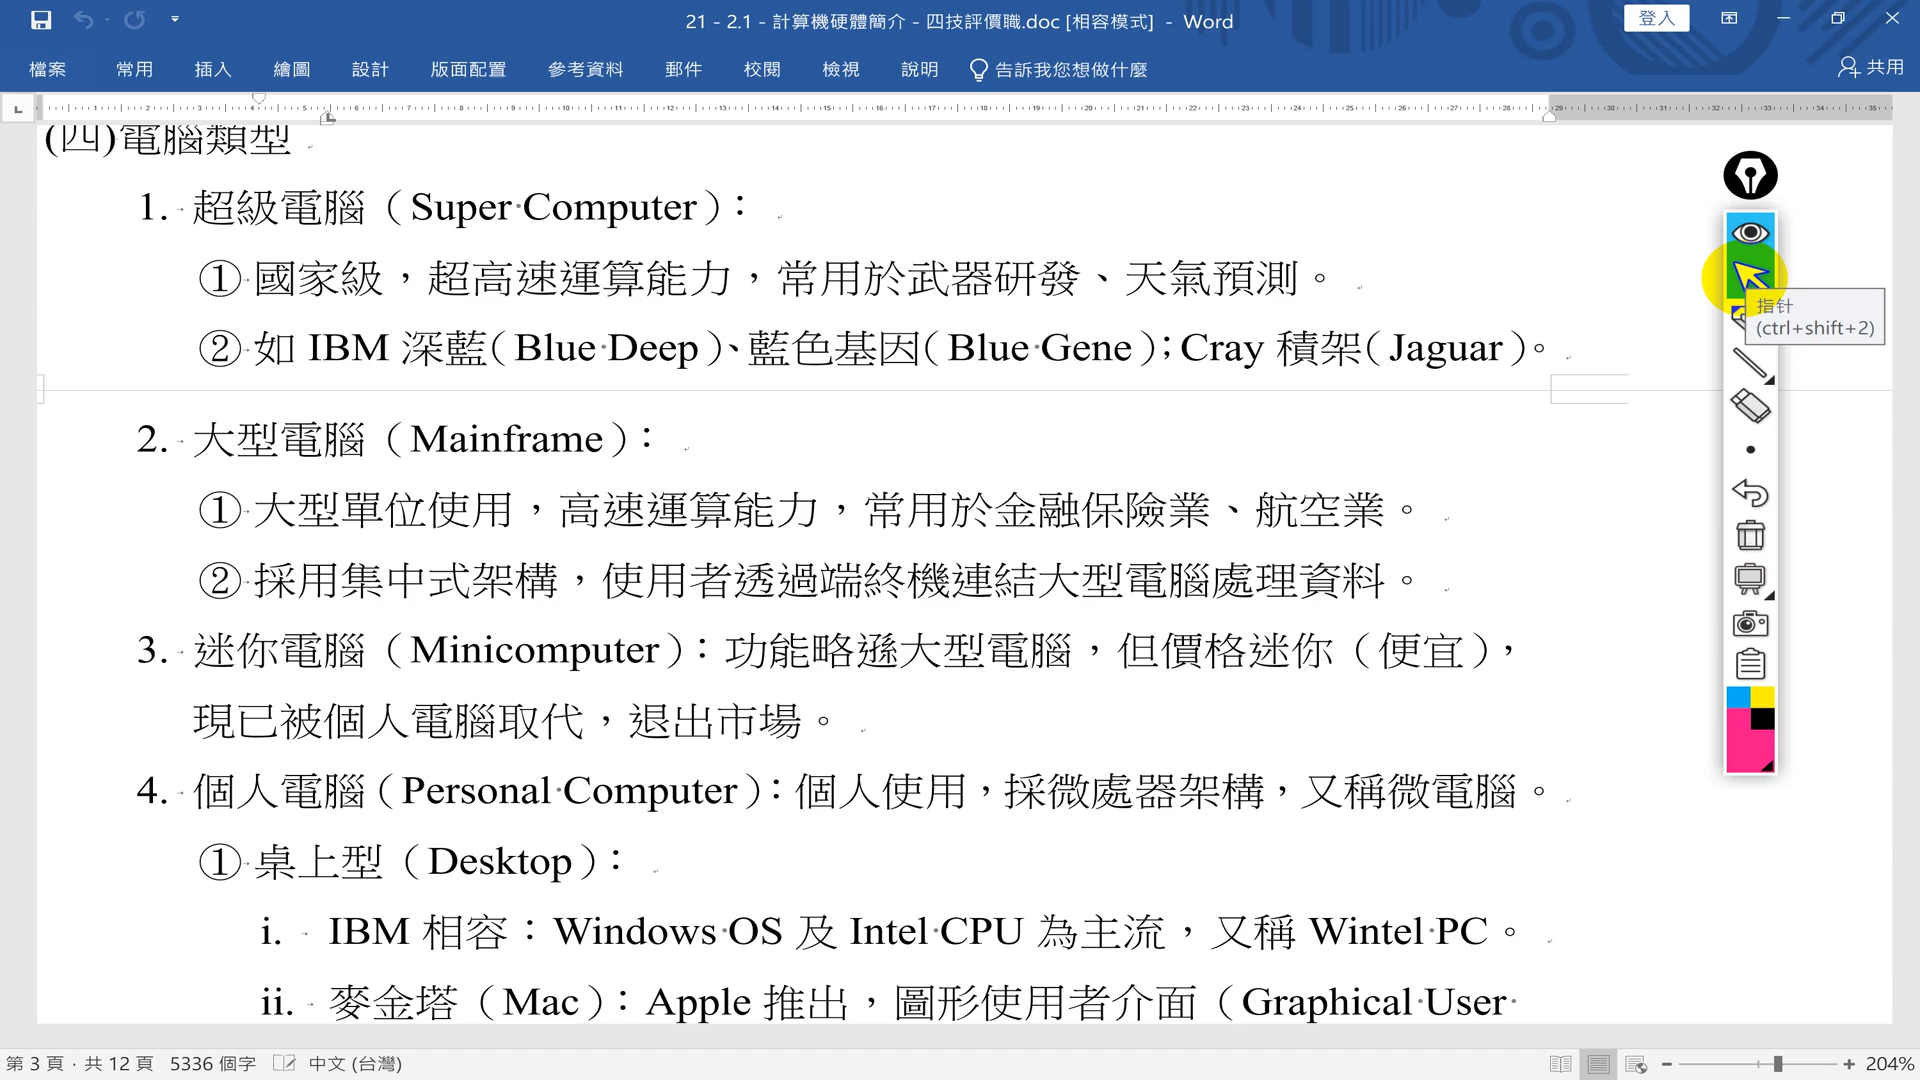 21 - 2.1 - 計算機硬體簡介 - 四技評價職.doc [相容模式] - Word
登入
檔案 常用 插入 繪圖 設計 版面配置 參考資料 郵件 校閱 檢視 說明 告訴我您想做什麼 共用
(四)電腦類型
1. 超級電腦（Super Computer）：
①國家級，超高速運算能力，常用於武器研發、天氣預測。
②如 IBM 深藍（Blue Deep）、藍色基因（Blue Gene）；Cray 積架（Jaguar）。
指针
(ctrl+shift+2)
2. 大型電腦（Mainframe）：
①大型單位使用，高速運算能力，常用於金融保險業、航空業。
②採用集中式架構，使用者透過端終機連結大型電腦處理資料。
3. 迷你電腦（Minicomputer）：功能略遜大型電腦，但價格迷你（便宜），
現已被個人電腦取代，退出市場。
4. 個人電腦（Personal Computer）：個人使用，採微處器架構，又稱微電腦。
①桌上型（Desktop）：
i. IBM 相容：Windows OS 及 Intel CPU 為主流，又稱 Wintel PC。
ii. 麥金塔（Mac）：Apple 推出，圖形使用者介面（Graphical User
第 3 頁，共 12 頁 5336 個字 中文 (台灣) 204%